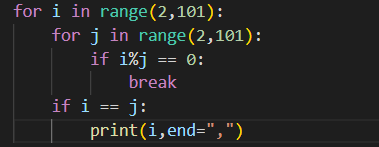 for i in range(2,101):
    for j in range(2,101):
        if i%j == 0:
            break
    if i == j:
        print(i,end=",")